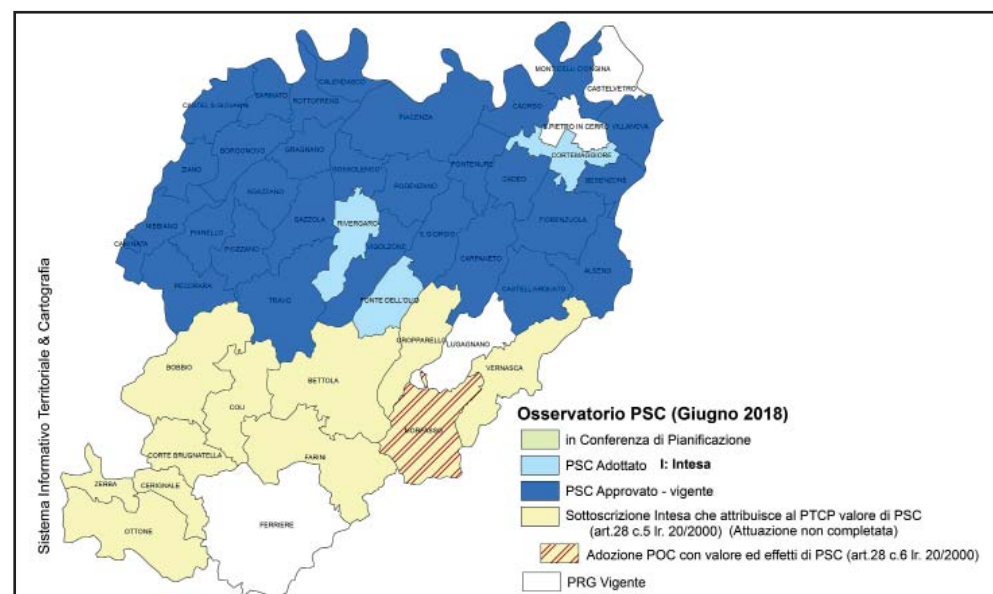 MONTICELLI D'ONGINA
CASTELVETRO
CALENDASCO
SARMATO
ROTTOFRENO
CASTEL S.GIOVANNI
CAORSO
PIACENZA
S.PIETRO IN CERRO
VILLANOVA
CORTEMAGGIORE
BORGONOVO
GRAGNANO
PONTENURE
ZIANO
GOSSOLENGO
CADEO
BESENZONE
PODENZANO
AGAZZANO
GAZZOLA
RIVERGARO
FIORENZUOLA
NIBBIANO
PIANELLO
S.GIORGIO
CAMINATA
PIOZZANO
VIGOLZONE
CARPANETO
ALSENO
PECORARA
TRAVO
PONTE DELL'OLIO
CASTELL'ARQUATO
GROPPARELLO
LUGAGNANO
BOBBIO
BETTOLA
VERNASCA
COLI
MORFASSO
CORTE BRUGNATELLA
FARINI
ZERBA
CERIGNALE
OTTONE
FERRIERE
Sistema Informativo Territoriale & Cartografia
Osservatorio PSC (Giugno 2018)
in Conferenza di Pianificazione
PSC Adottato I: Intesa
PSC Approvato - vigente
Sottoscrizione Intesa che attribuisce al PTCP valore di PSC
(art.28 c.5 lr. 20/2000) (Attuazione non completata)
Adozione POC con valore ed effetti di PSC (art.28 c.6 lr. 20/2000)
PRG Vigente